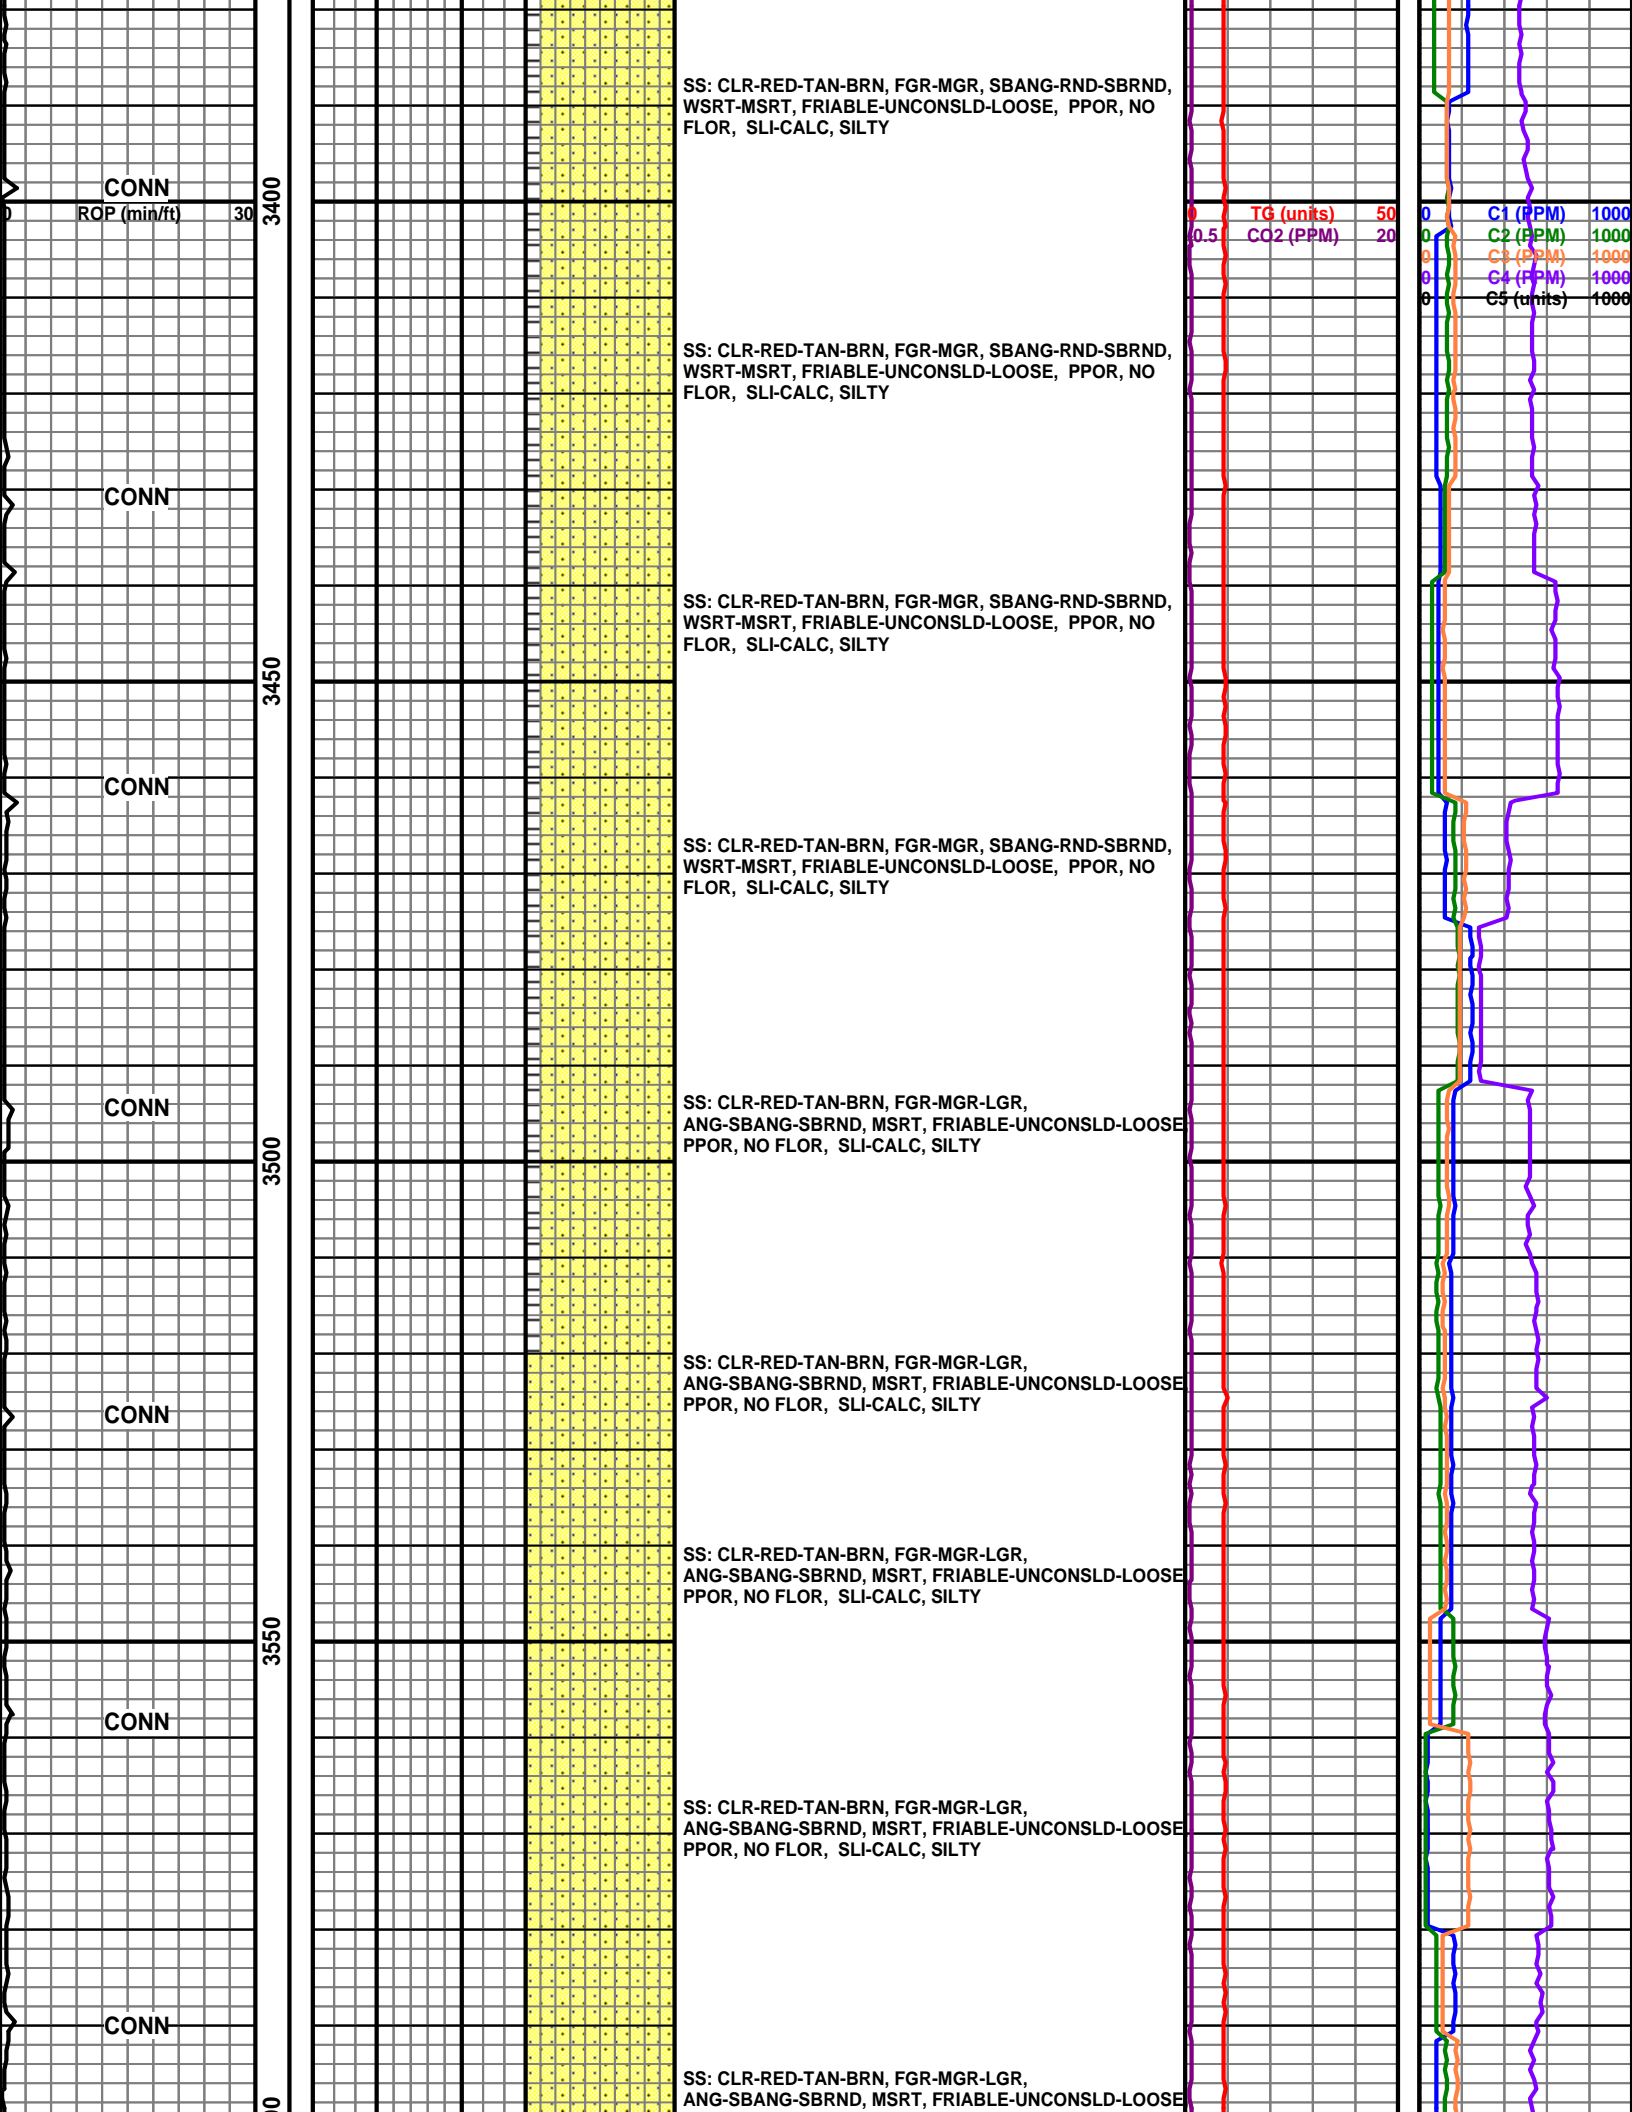 SS: CLR-RED-TAN-BRN, FGR-MGR, SBANG-RND-SBRND,
WSRT-MSRT, FRIABLE-UNCONSLD-LOOSE, PPOR, NO
FLOR, SLI-CALC, SILTY
CONN
3400
0 ROP (min/ft) 30
0 TG (units) 50
0.5 CO2 (PPM) 20
0 C1 (PPM) 1000
0 C2 (PPM) 1000
0 C3 (PPM) 1000
0 C4 (PPM) 1000
0 C5 (units) 1000
SS: CLR-RED-TAN-BRN, FGR-MGR, SBANG-RND-SBRND,
WSRT-MSRT, FRIABLE-UNCONSLD-LOOSE, PPOR, NO
FLOR, SLI-CALC, SILTY
CONN
SS: CLR-RED-TAN-BRN, FGR-MGR, SBANG-RND-SBRND,
WSRT-MSRT, FRIABLE-UNCONSLD-LOOSE, PPOR, NO
FLOR, SLI-CALC, SILTY
3450
CONN
SS: CLR-RED-TAN-BRN, FGR-MGR, SBANG-RND-SBRND,
WSRT-MSRT, FRIABLE-UNCONSLD-LOOSE, PPOR, NO
FLOR, SLI-CALC, SILTY
CONN
SS: CLR-RED-TAN-BRN, FGR-MGR-LGR,
ANG-SBANG-SBRND, MSRT, FRIABLE-UNCONSLD-LOOSE
PPOR, NO FLOR, SLI-CALC, SILTY
3500
SS: CLR-RED-TAN-BRN, FGR-MGR-LGR,
ANG-SBANG-SBRND, MSRT, FRIABLE-UNCONSLD-LOOSE
PPOR, NO FLOR, SLI-CALC, SILTY
CONN
SS: CLR-RED-TAN-BRN, FGR-MGR-LGR,
ANG-SBANG-SBRND, MSRT, FRIABLE-UNCONSLD-LOOSE
PPOR, NO FLOR, SLI-CALC, SILTY
3550
CONN
SS: CLR-RED-TAN-BRN, FGR-MGR-LGR,
ANG-SBANG-SBRND, MSRT, FRIABLE-UNCONSLD-LOOSE
PPOR, NO FLOR, SLI-CALC, SILTY
CONN
SS: CLR-RED-TAN-BRN, FGR-MGR-LGR,
ANG-SBANG-SBRND, MSRT, FRIABLE-UNCONSLD-LOOSE